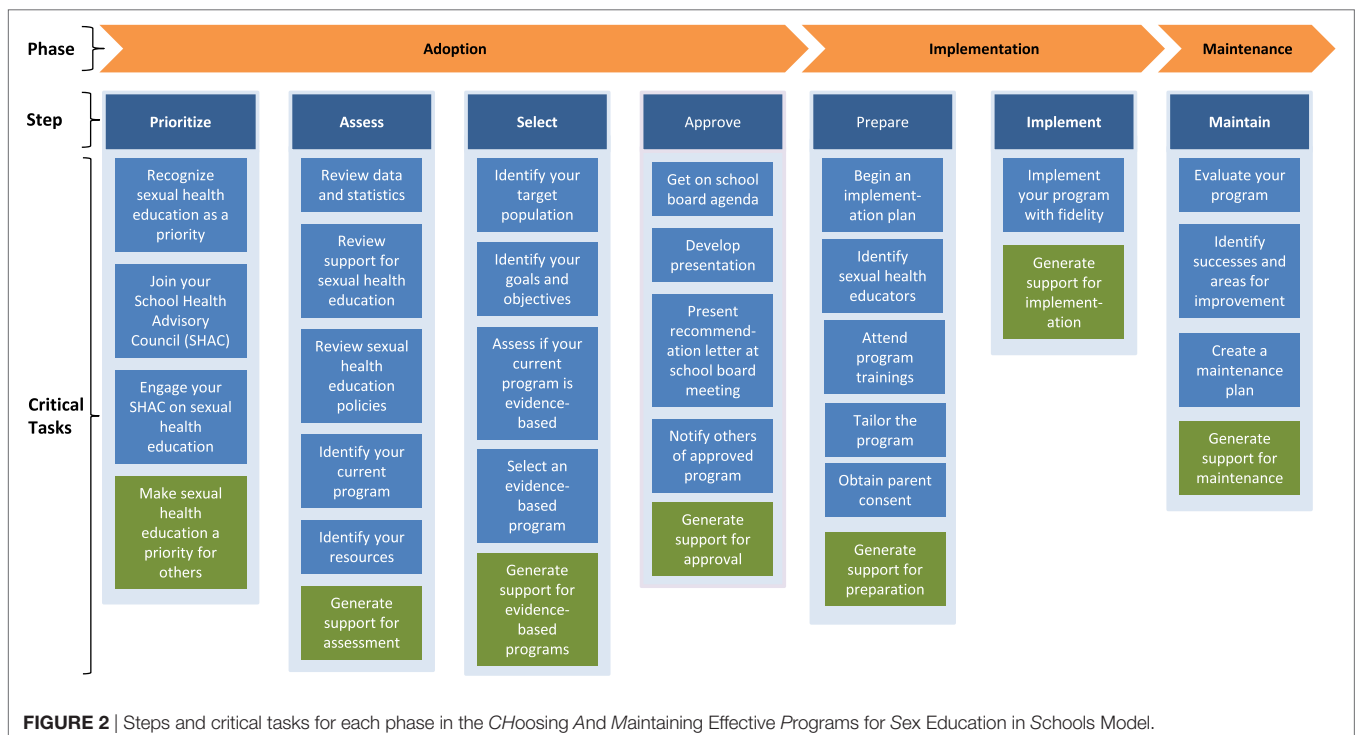 Phase
Adoption
Implementation
Maintenance
Step
Prioritize
Assess
Select
Approve
Prepare
Implement
Maintain
Critical
Tasks
Recognize
sexual health
education as a
priority
Join your
School Health
Advisory
Council (SHAC)
Engage your
SHAC on sexual
health
education
Make sexual
health
education a
priority for
others
Review data
and statistics
Review
support for
sexual health
education
Review sexual
health
education
policies
Identify your
current
program
Identify your
resources
Generate
support for
assessment
Identify your
target
population
Identify your
goals and
objectives
Assess if your
current
program is
evidence-
based
Select an
evidence-
based
program
Generate
support for
evidence-
based
programs
Get on school
board agenda
Develop
presentation
Present
recommend-
ation letter at
school board
meeting
Notify others
of approved
program
Generate
support for
approval
Begin an
implement-
ation plan
Identify
sexual health
educators
Attend
program
trainings
Tailor the
program
Obtain parent
consent
Generate
support for
preparation
Implement
your program
with fidelity
Generate
support for
implement-
ation
Evaluate your
program
Identify
successes and
areas for
improvement
Create a
maintenance
plan
Generate
support for
maintenance
FIGURE 2 | Steps and critical tasks for each phase in the CHoosing And Maintaining Effective Programs for Sex Education in Schools Model.